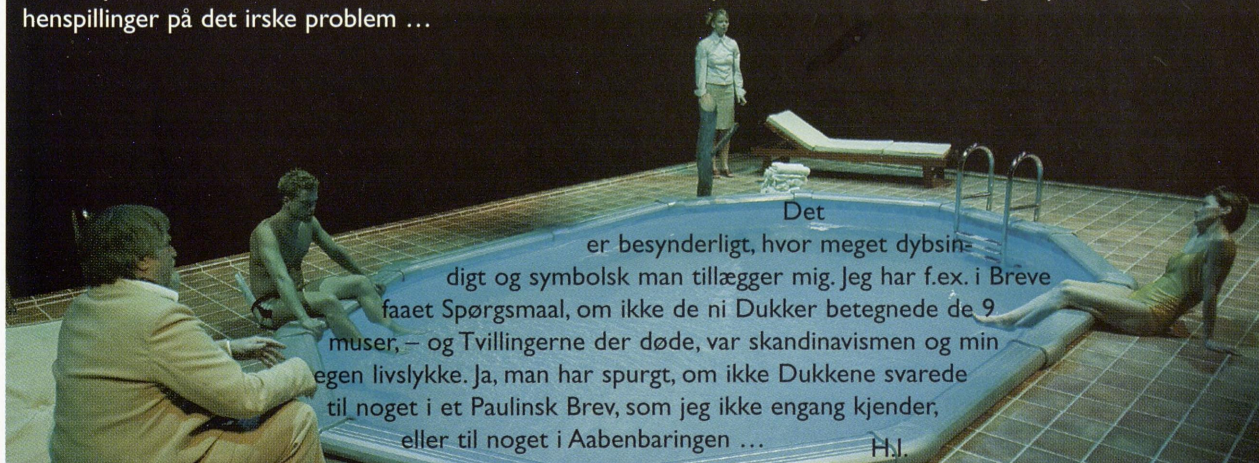 henspillinger på det irske problem …
Det
er besynderligt, hvor meget dybsin-
digt og symbolsk man tillægger mig. Jeg har f.ex. i Breve
faaet Spørgsmaal, om ikke de ni Dukker betegnede de 9
muser, – og Tvillingerne der døde, var skandinavismen og min
egen livslykke. Ja, man har spurgt, om ikke Dukkene svarede
til noget i et Paulinsk Brev, som jeg ikke engang kjender,
eller til noget i Aabenbaringen …
H.I.